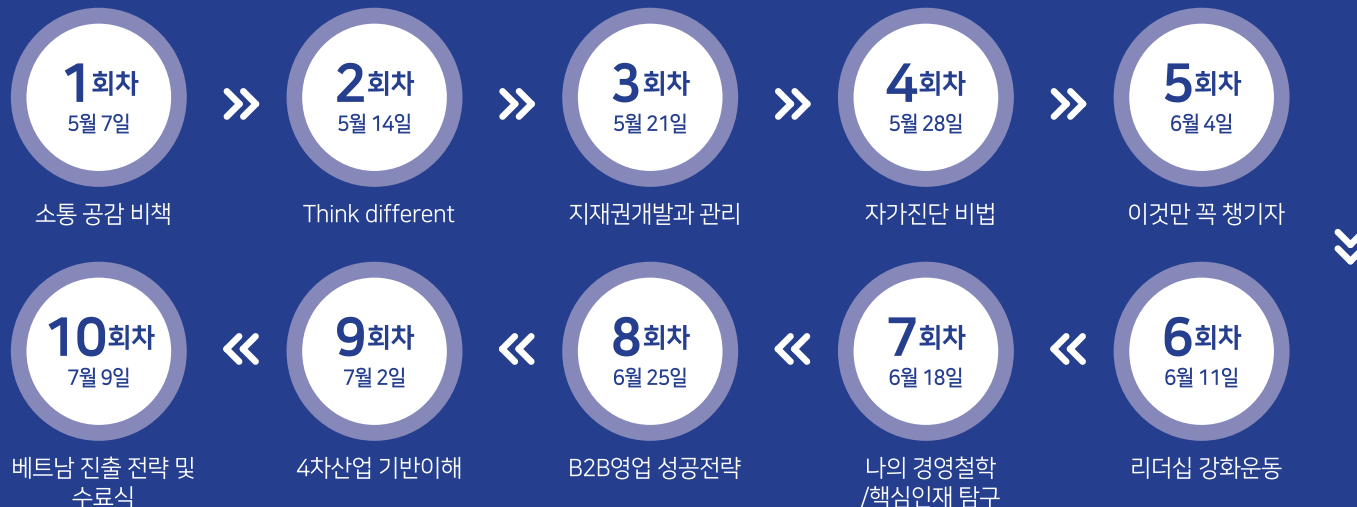 1회차
5월 7일
소통 공감 비책
2회차
5월 14일
Think different
3회차
5월 21일
지재권개발과 관리
4회차
5월 28일
자가진단 비법
5회차
6월 4일
이것만 꼭 챙기자
6회차
6월 11일
리더십 강화운동
7회차
6월 18일
나의 경영철학
/핵심인재 탐구
8회차
6월 25일
B2B영업 성공전략
9회차
7월 2일
4차산업 기반이해
10회차
7월 9일
베트남 진출 전략 및
수료식